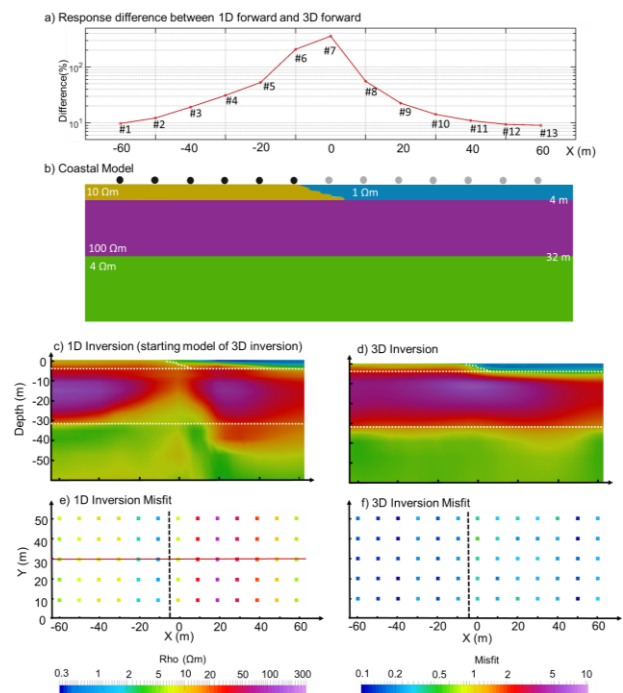 a) Response difference between 1D forward and 3D forward
Difference(%)
10²
10¹
#1 #2 #3 #4 #5 #6 #7 #8 #9 #10 #11 #12 #13
-60 -40 -20 0 20 40 60 X (m)
b) Coastal Model
10 Ωm 1 Ωm 4 m
100 Ωm 32 m
4 Ωm
c) 1D Inversion (starting model of 3D inversion)
Depth (m)
0
-10
-20
-30
-40
-50
d) 3D Inversion
e) 1D Inversion Misfit
Y (m)
50
40
30
20
10
0
-60 -40 -20 0 20 40 60
X (m)
f) 3D Inversion Misfit
-60 -40 -20 0 20 40 60
X (m)
Rho (Ωm)
0.3 1 2 5 10 20 50 100 300
Misfit
0.1 0.2 0.5 1 2 5 10